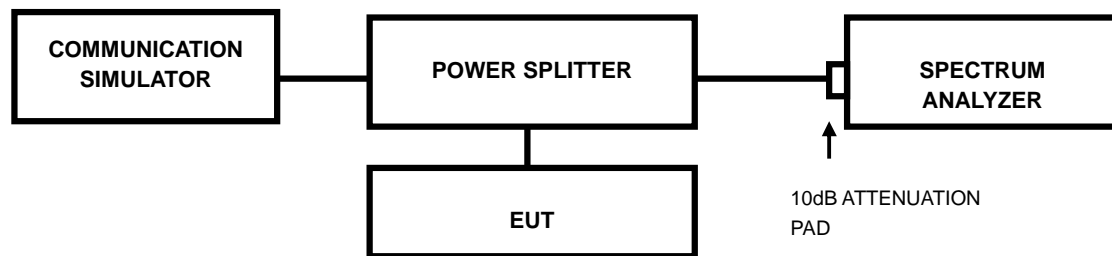 COMMUNICATION
SIMULATOR
POWER SPLITTER
SPECTRUM
ANALYZER
EUT
10dB ATTENUATION
PAD